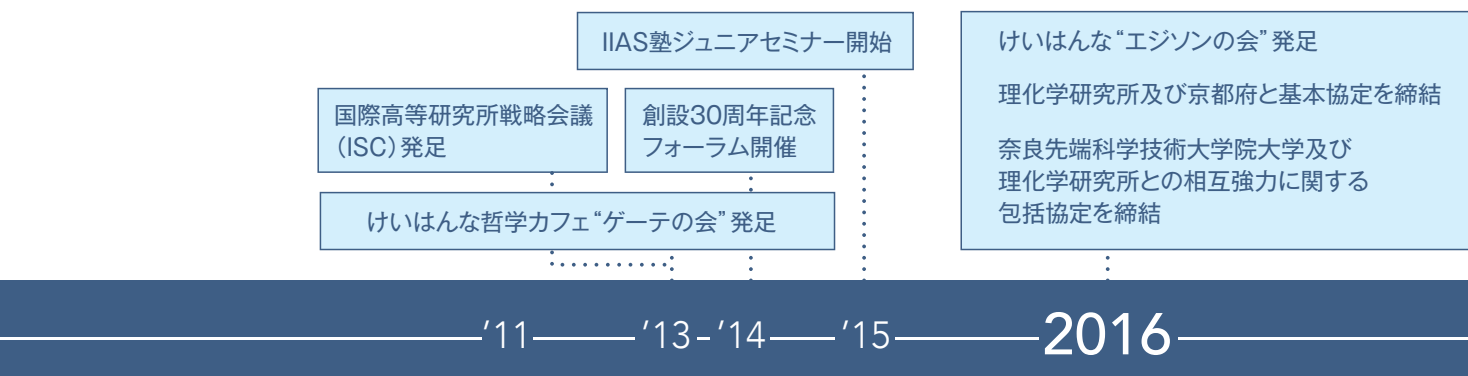 IIAS塾ジュニアセミナー開始
国際高等研究所戦略会議
（ISC）発足
創設30周年記念
フォーラム開催
けいはんな哲学カフェ“ゲーテの会”発足
けいはんな“エジソンの会”発足
理化学研究所及び京都府と基本協定を締結
奈良先端科学技術大学院大学及び
理化学研究所との相互強力に関する
包括協定を締結
’11
’13
’14
’15
2016